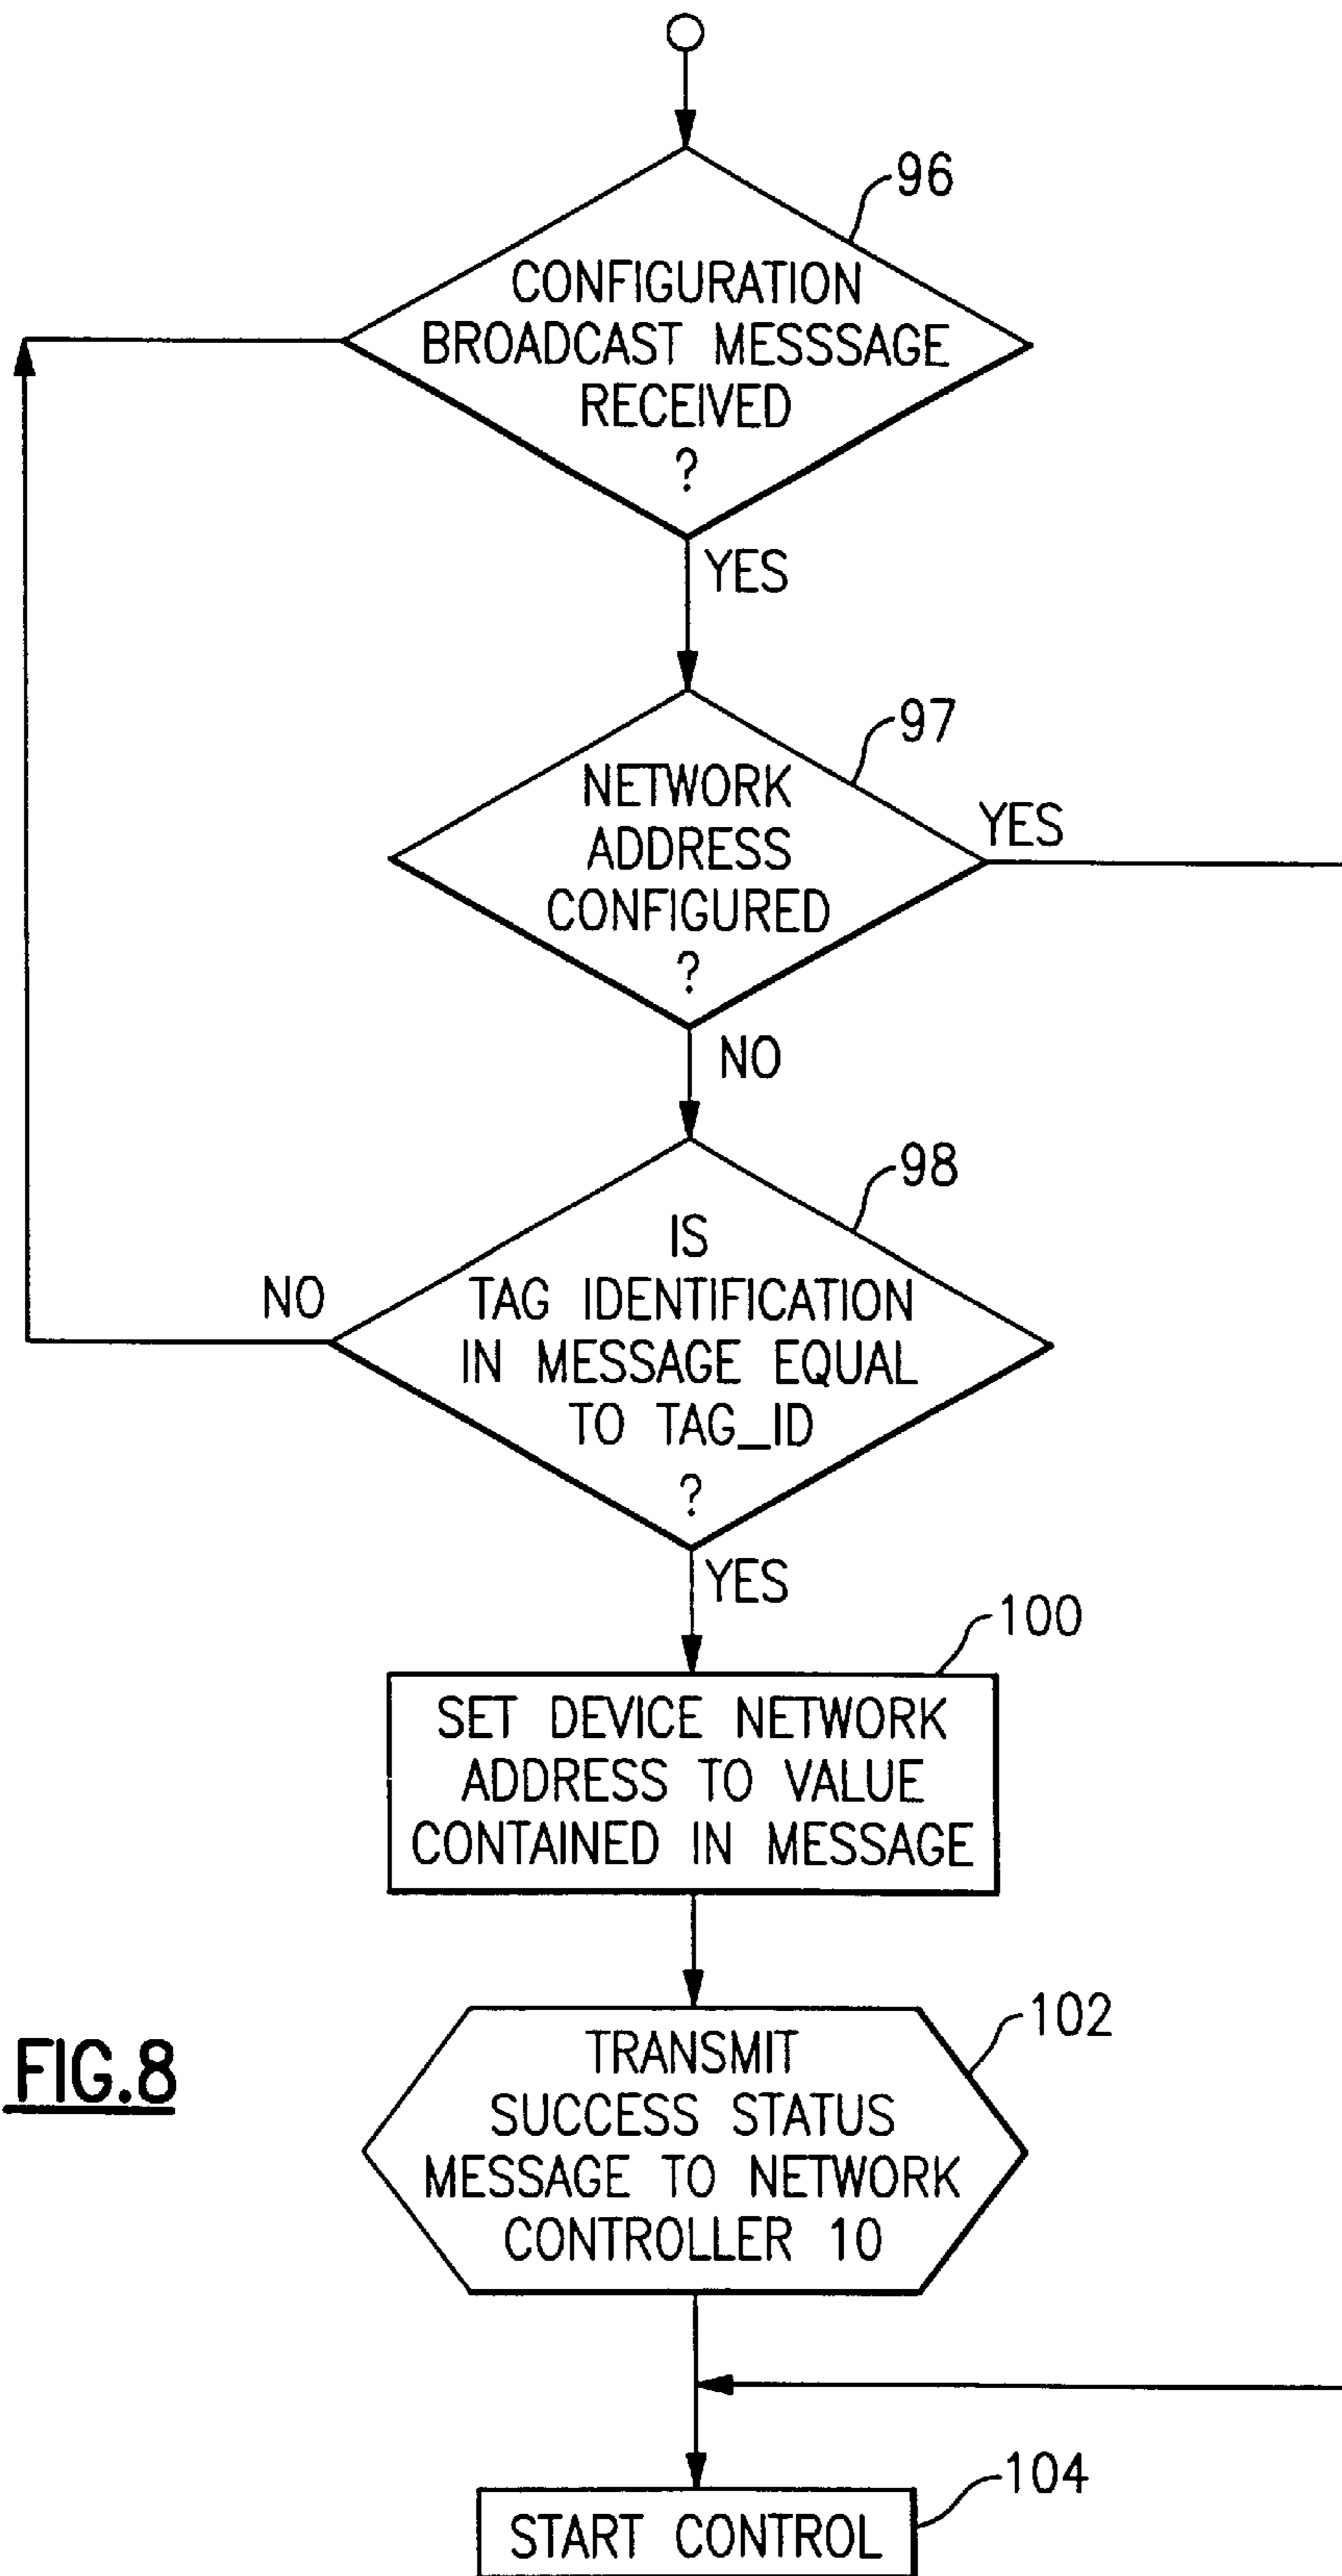 96
CONFIGURATION
BROADCAST MESSSAGE
RECEIVED
?
YES
97
NETWORK
ADDRESS
CONFIGURED
?
YES
NO
98
IS
TAG IDENTIFICATION
IN MESSAGE EQUAL
TO TAG_ID
?
NO
YES
100
SET DEVICE NETWORK
ADDRESS TO VALUE
CONTAINED IN MESSAGE
102
TRANSMIT
SUCCESS STATUS
MESSAGE TO NETWORK
CONTROLLER 10
FIG.8
104
START CONTROL